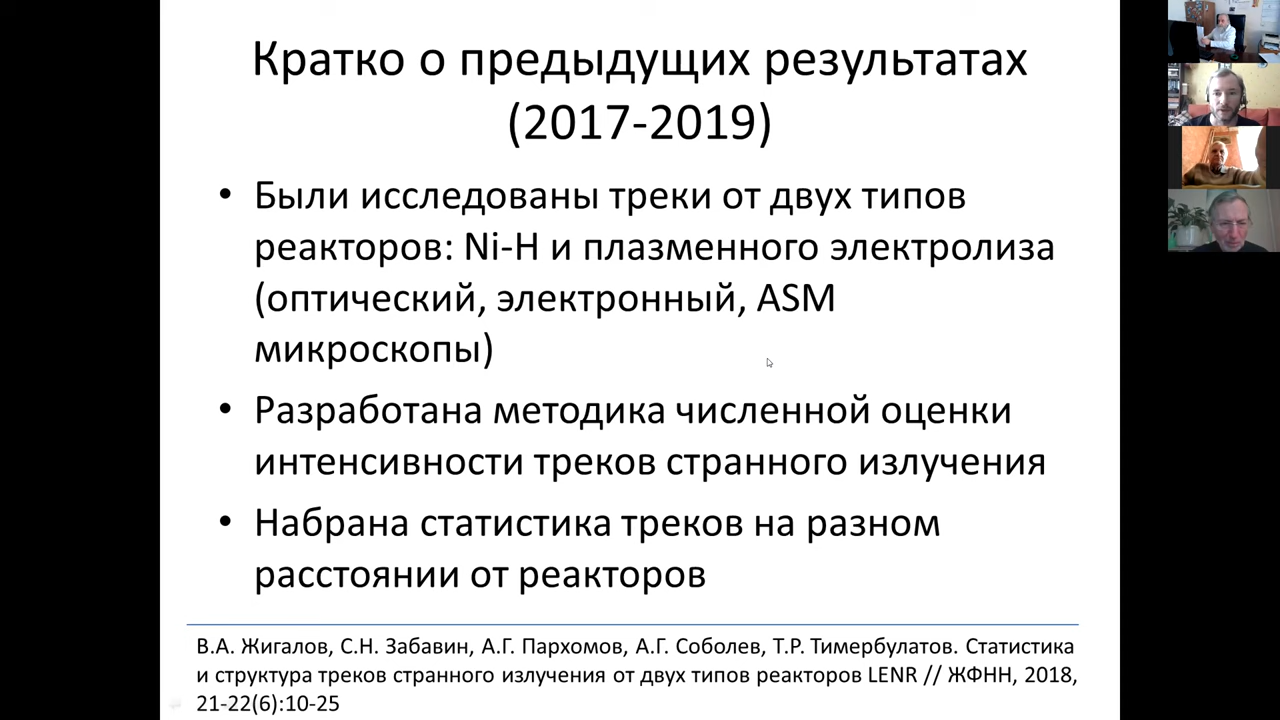 Кратко о предыдущих результатах
(2017-2019)
• Были исследованы треки от двух типов
реакторов: Ni-H и плазменного электролиза
(оптический, электронный, ASM
микроскопы)
• Разработана методика численной оценки
интенсивности треков странного излучения
• Набрана статистика треков на разном
расстоянии от реакторов
В.А. Жигалов, С.Н. Забавин, А.Г. Пархомов, А.Г. Соболев, Т.Р. Тимербулатов. Статистика
и структура треков странного излучения от двух типов реакторов LENR // ЖФНН, 2018,
21-22(6):10-25